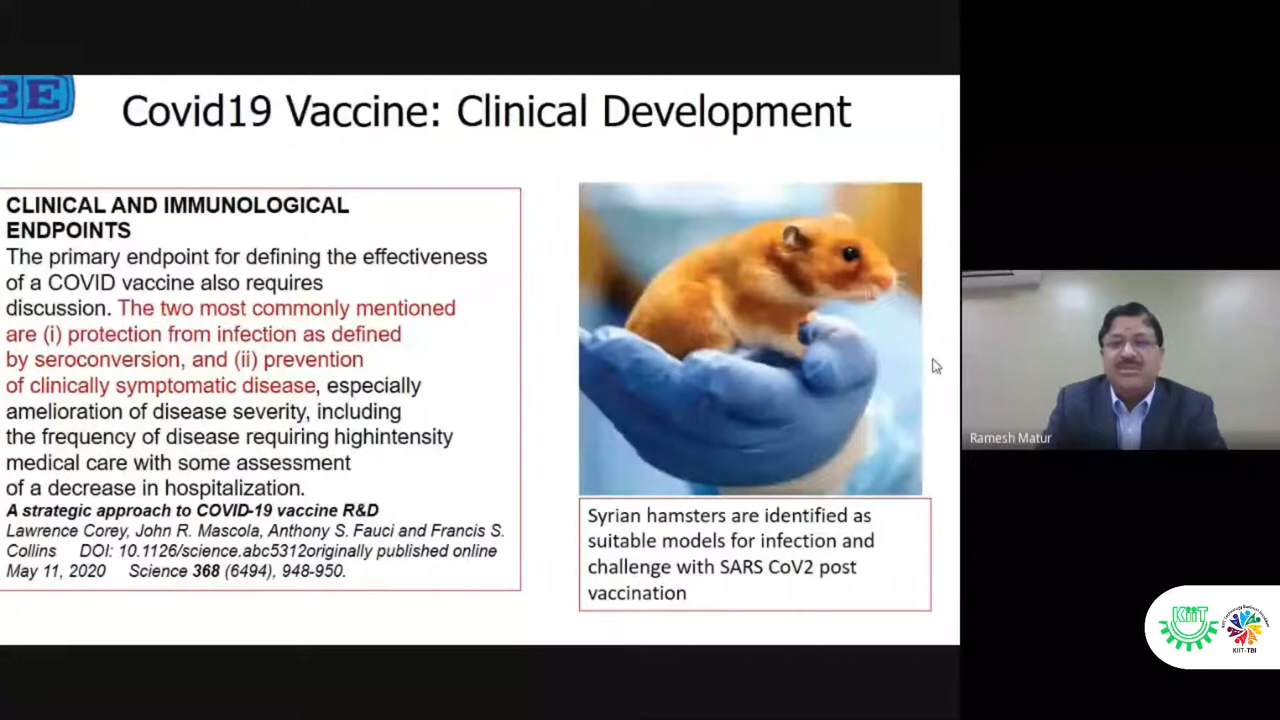 BE
Covid19 Vaccine: Clinical Development
CLINICAL AND IMMUNOLOGICAL
ENDPOINTS
The primary endpoint for defining the effectiveness
of a COVID vaccine also requires
discussion. The two most commonly mentioned
are (i) protection from infection as defined
by seroconversion, and (ii) prevention
of clinically symptomatic disease, especially
amelioration of disease severity, including
the frequency of disease requiring highintensity
medical care with some assessment
of a decrease in hospitalization.
A strategic approach to COVID-19 vaccine R&D
Lawrence Corey, John R. Mascola, Anthony S. Fauci and Francis S.
Collins DOI: 10.1126/science.abc5312originally published online
May 11, 2020 Science 368 (6494), 948-950.
Syrian hamsters are identified as
suitable models for infection and
challenge with SARS CoV2 post
vaccination
Ramesh Matur
KiiT
KIIT-TBI